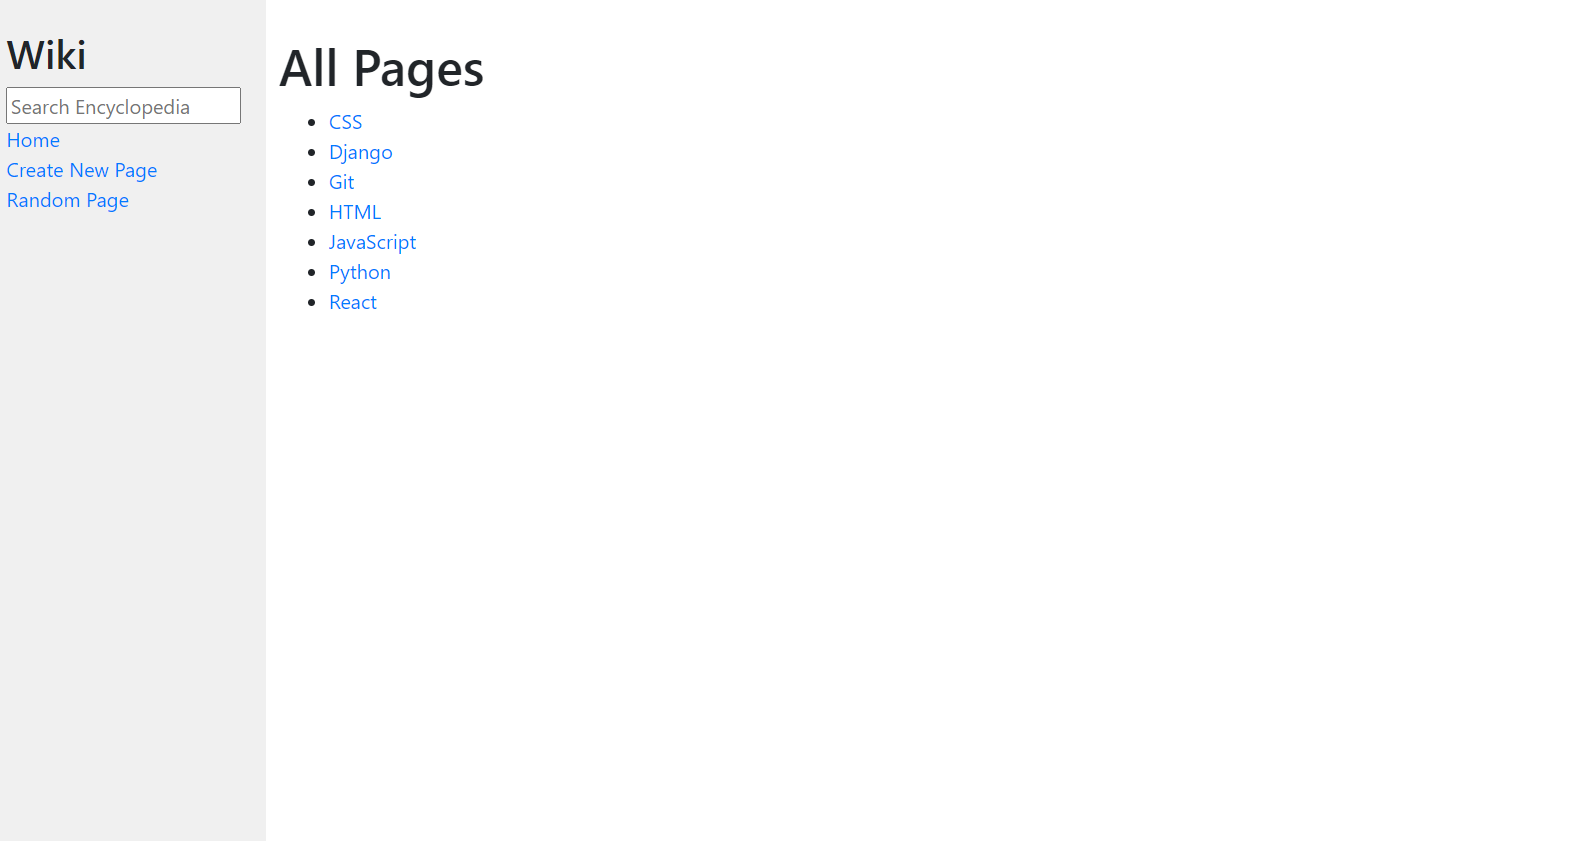 Wiki
Search Encyclopedia
Home
Create New Page
Random Page
All Pages
CSS
Django
Git
HTML
JavaScript
Python
React